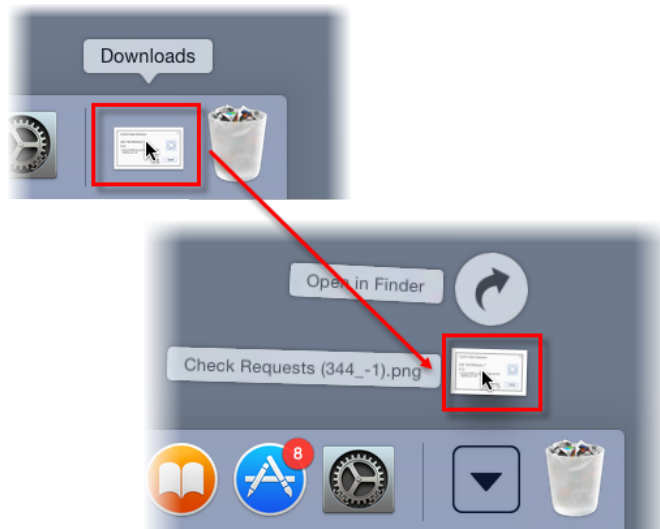 Downloads
Open in Finder
Check Requests (344_-1).png
8